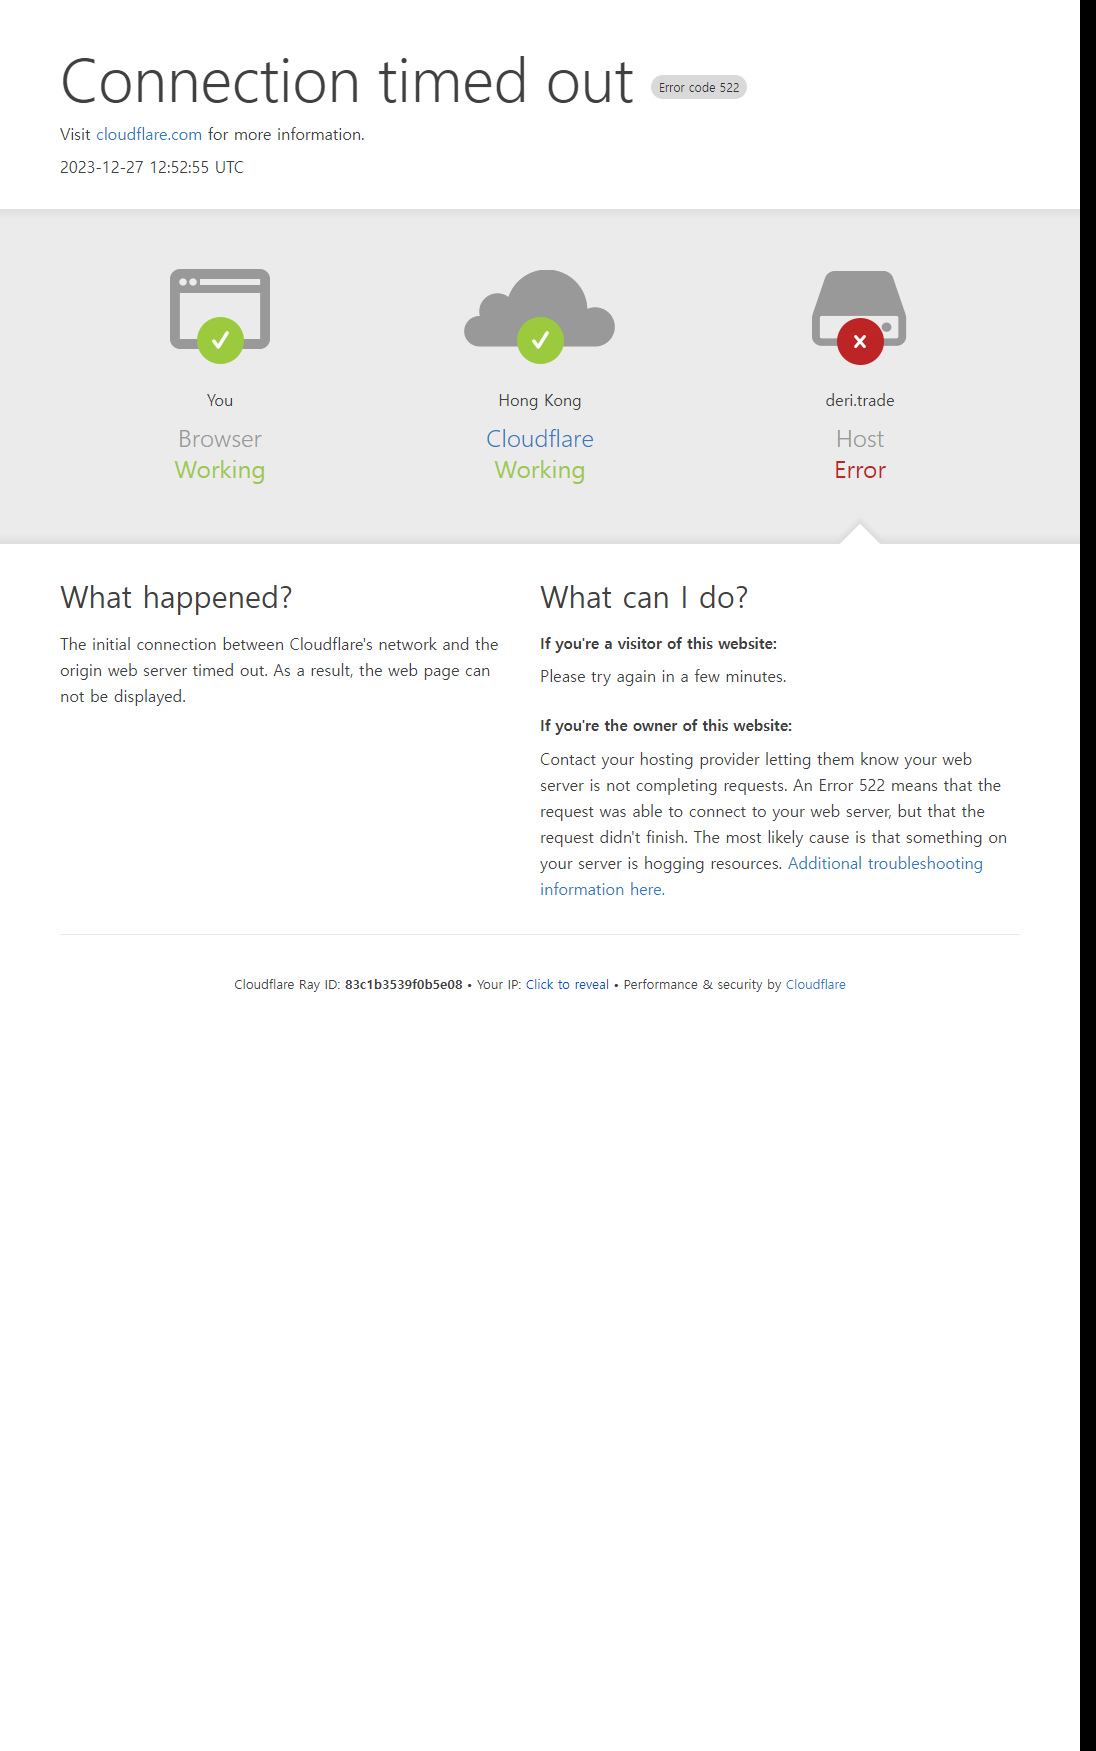 Connection timed out Error code 522
Visit cloudflare.com for more information.
2023-12-27 12:52:55 UTC
You
Browser
Working
Hong Kong
Cloudflare
Working
deri.trade
Host
Error
What happened?
The initial connection between Cloudflare's network and the
origin web server timed out. As a result, the web page can
not be displayed.
What can I do?
If you're a visitor of this website:
Please try again in a few minutes.
If you're the owner of this website:
Contact your hosting provider letting them know your web
server is not completing requests. An Error 522 means that the
request was able to connect to your web server, but that the
request didn't finish. The most likely cause is that something on
your server is hogging resources. Additional troubleshooting
information here.
Cloudflare Ray ID: 83c1b3539f0b5e08 • Your IP: Click to reveal • Performance & security by Cloudflare